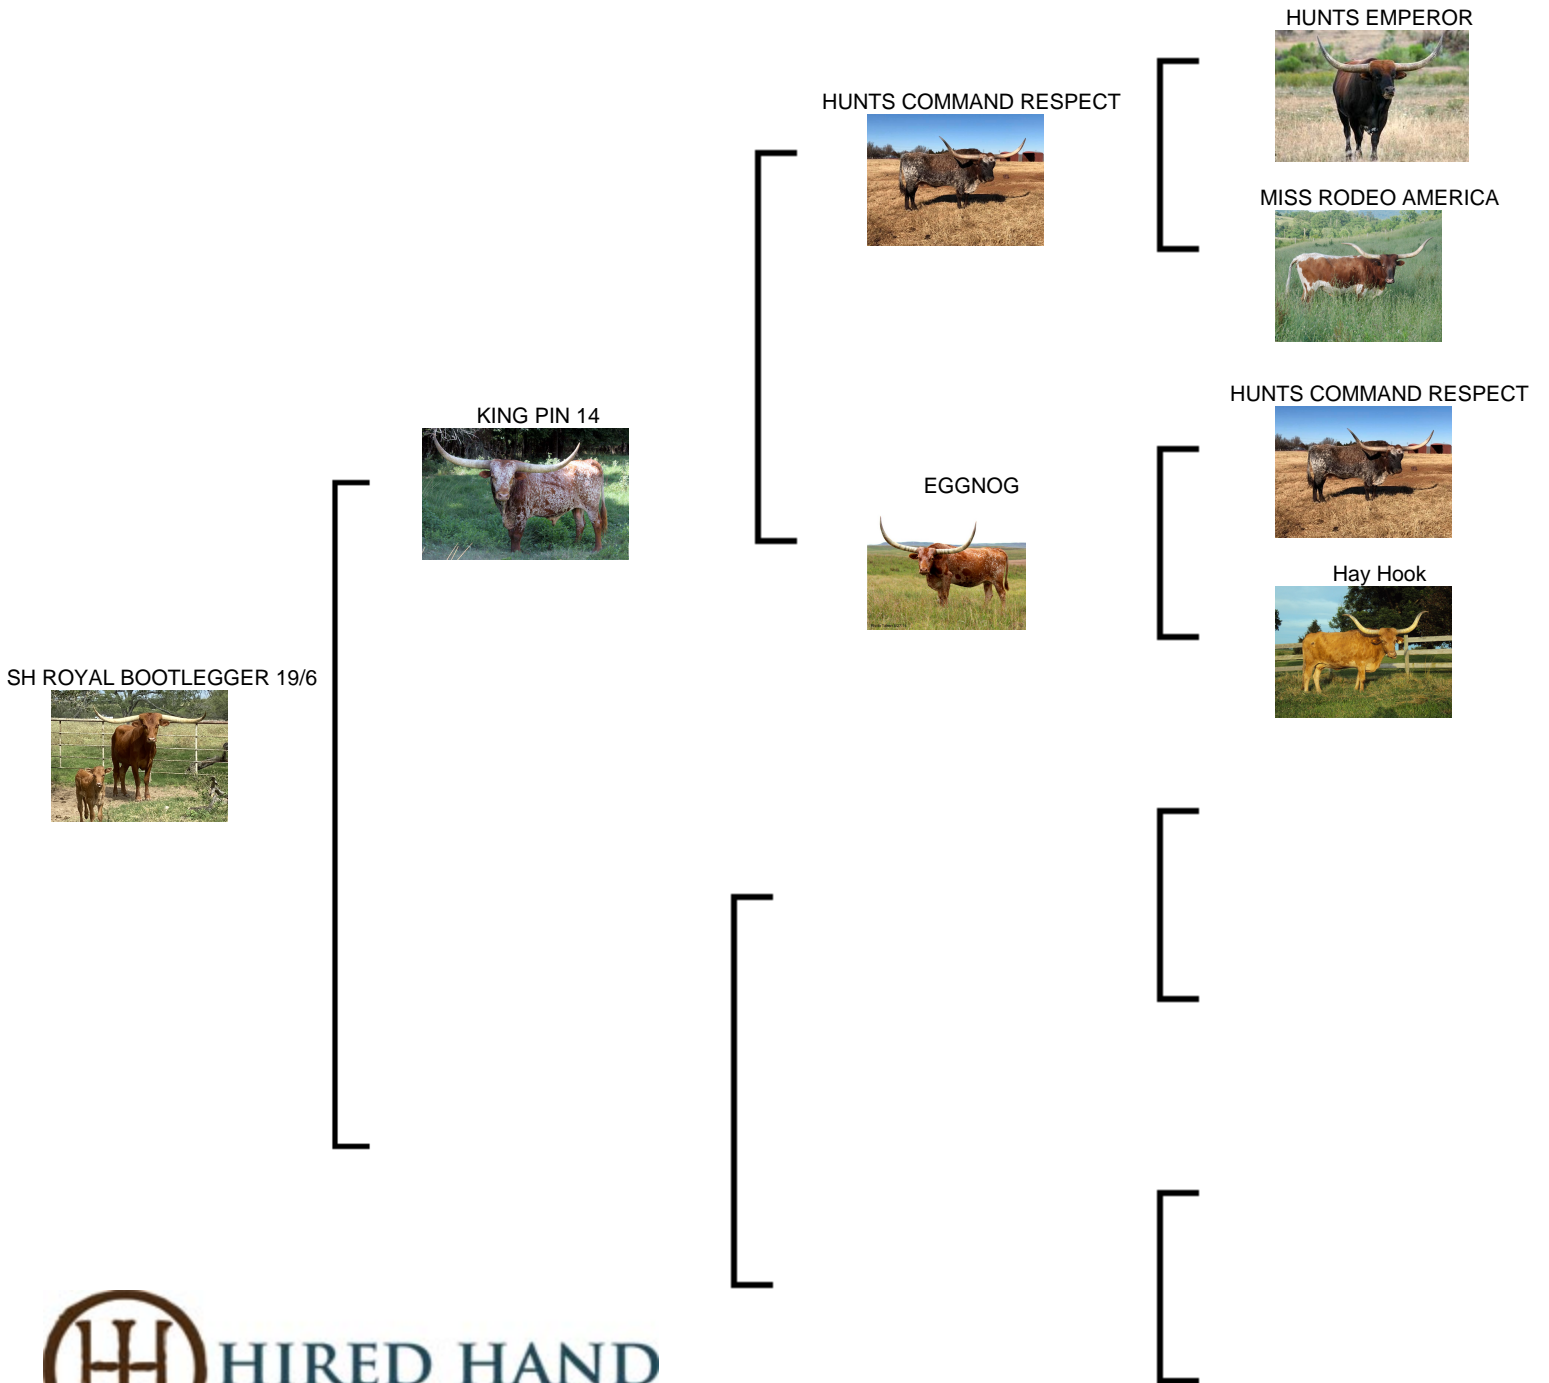 HUNTS EMPEROR
HUNTS COMMAND RESPECT
MISS RODEO AMERICA
HUNTS COMMAND RESPECT
KING PIN 14
EGGNOG
Hay Hook
SH ROYAL BOOTLEGGER 19/6
HIRED HAND